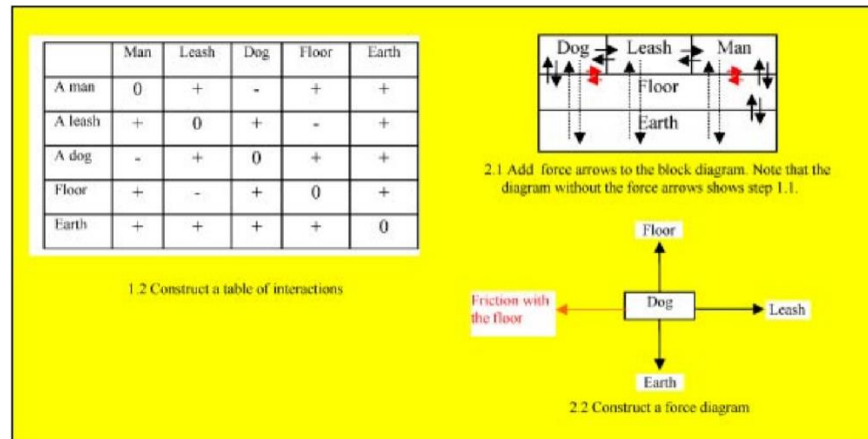 Man Leash Dog Floor Earth
A man 0 + - + +
A leash + 0 + - +
A dog - + 0 + +
Floor + - + 0 +
Earth + + + + 0
1.2 Construct a table of interactions
Dog Leash Man
Floor
Earth
2.1 Add force arrows to the block diagram. Note that the
diagram without the force arrows shows step 1.1.
Floor
Friction with
the floor
Dog
Leash
Earth
2.2 Construct a force diagram